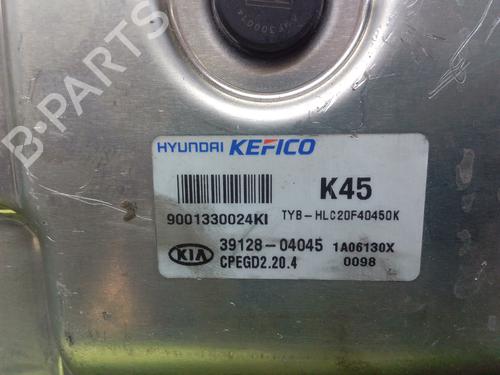 B-PARTS
HYUNDAI KEFICO
K45
9001330024KI TYB-HLC20F40450K
39128-04045 1A06130X
KIA CPEGD2.20.4 0098